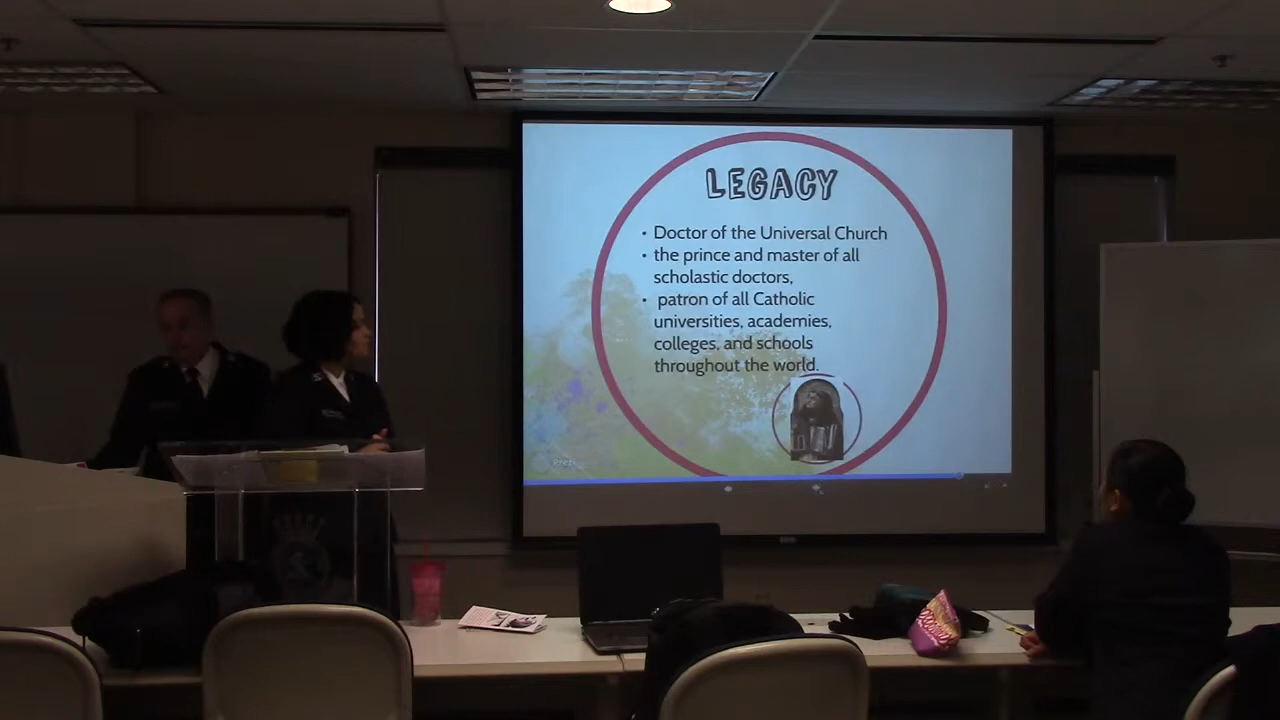 LEGACY
• Doctor of the Universal Church
• the prince and master of all
scholastic doctors,
• patron of all Catholic
universities, academies,
colleges, and schools
throughout the world.
Prezi